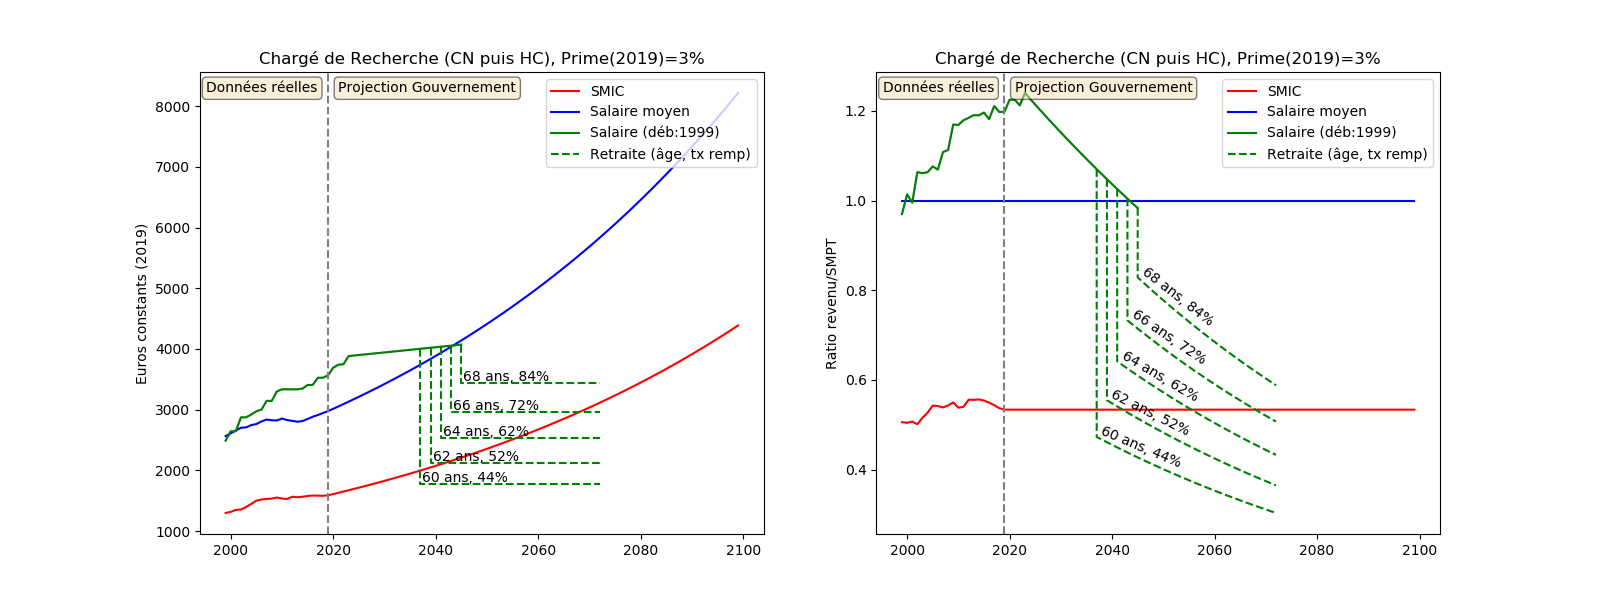 Chargé de Recherche (CN puis HC), Prime(2019)=3%
Données réelles
Projection Gouvernement
SMIC
Salaire moyen
Salaire (déb:1999)
Retraite (âge, tx remp)
Euros constants (2019)
8000
7000
6000
5000
4000
3000
2000
1000
68 ans, 84%
66 ans, 72%
64 ans, 62%
62 ans, 52%
60 ans, 44%
2000
2020
2040
2060
2080
2100
Chargé de Recherche (CN puis HC), Prime(2019)=3%
Données réelles
Projection Gouvernement
SMIC
Salaire moyen
Salaire (déb:1999)
Retraite (âge, tx remp)
Ratio revenu/SMPT
1.2
1.0
0.8
0.6
0.4
68 ans, 84%
66 ans, 72%
64 ans, 62%
62 ans, 52%
60 ans, 44%
2000
2020
2040
2060
2080
2100